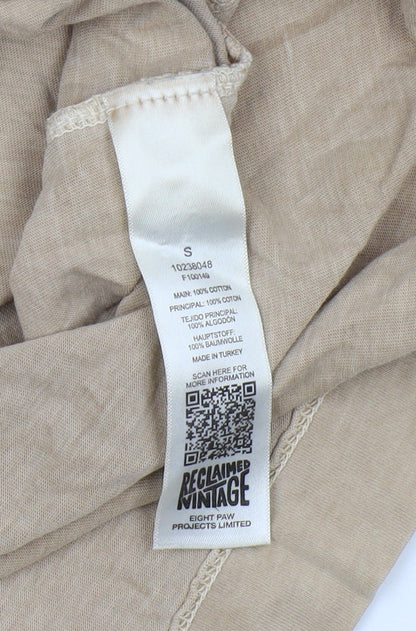 S
10238048
F100149
MAIN: 100% COTTON
PRINCIPAL: 100% COTON
TEJIDO PRINCIPAL:
100% ALGODÓN
HAUPTSTOFF:
100% BAUMWOLLE
MADE IN TURKEY
SCAN HERE FOR
MORE INFORMATION
RECLAIMED
VINTAGE
EIGHT PAW
PROJECTS LIMITED